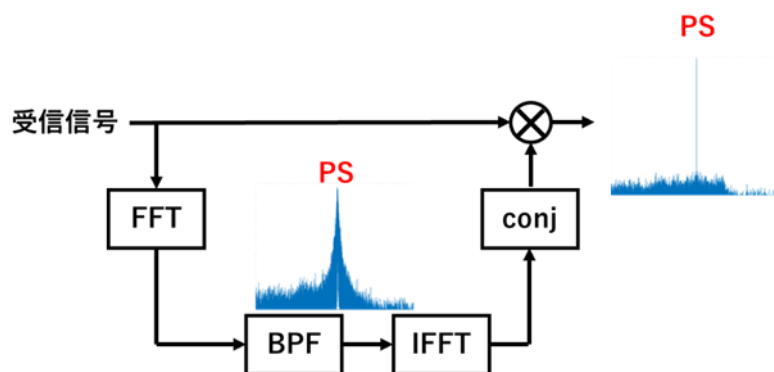 PS
受信信号
PS
FFT
conj
BPF
IFFT